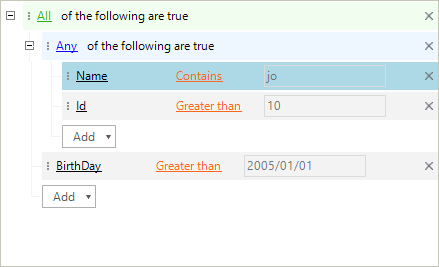 All of the following are true
Any of the following are true
Name Contains jo
Id Greater than 10
Add
BirthDay Greater than 2005/01/01
Add